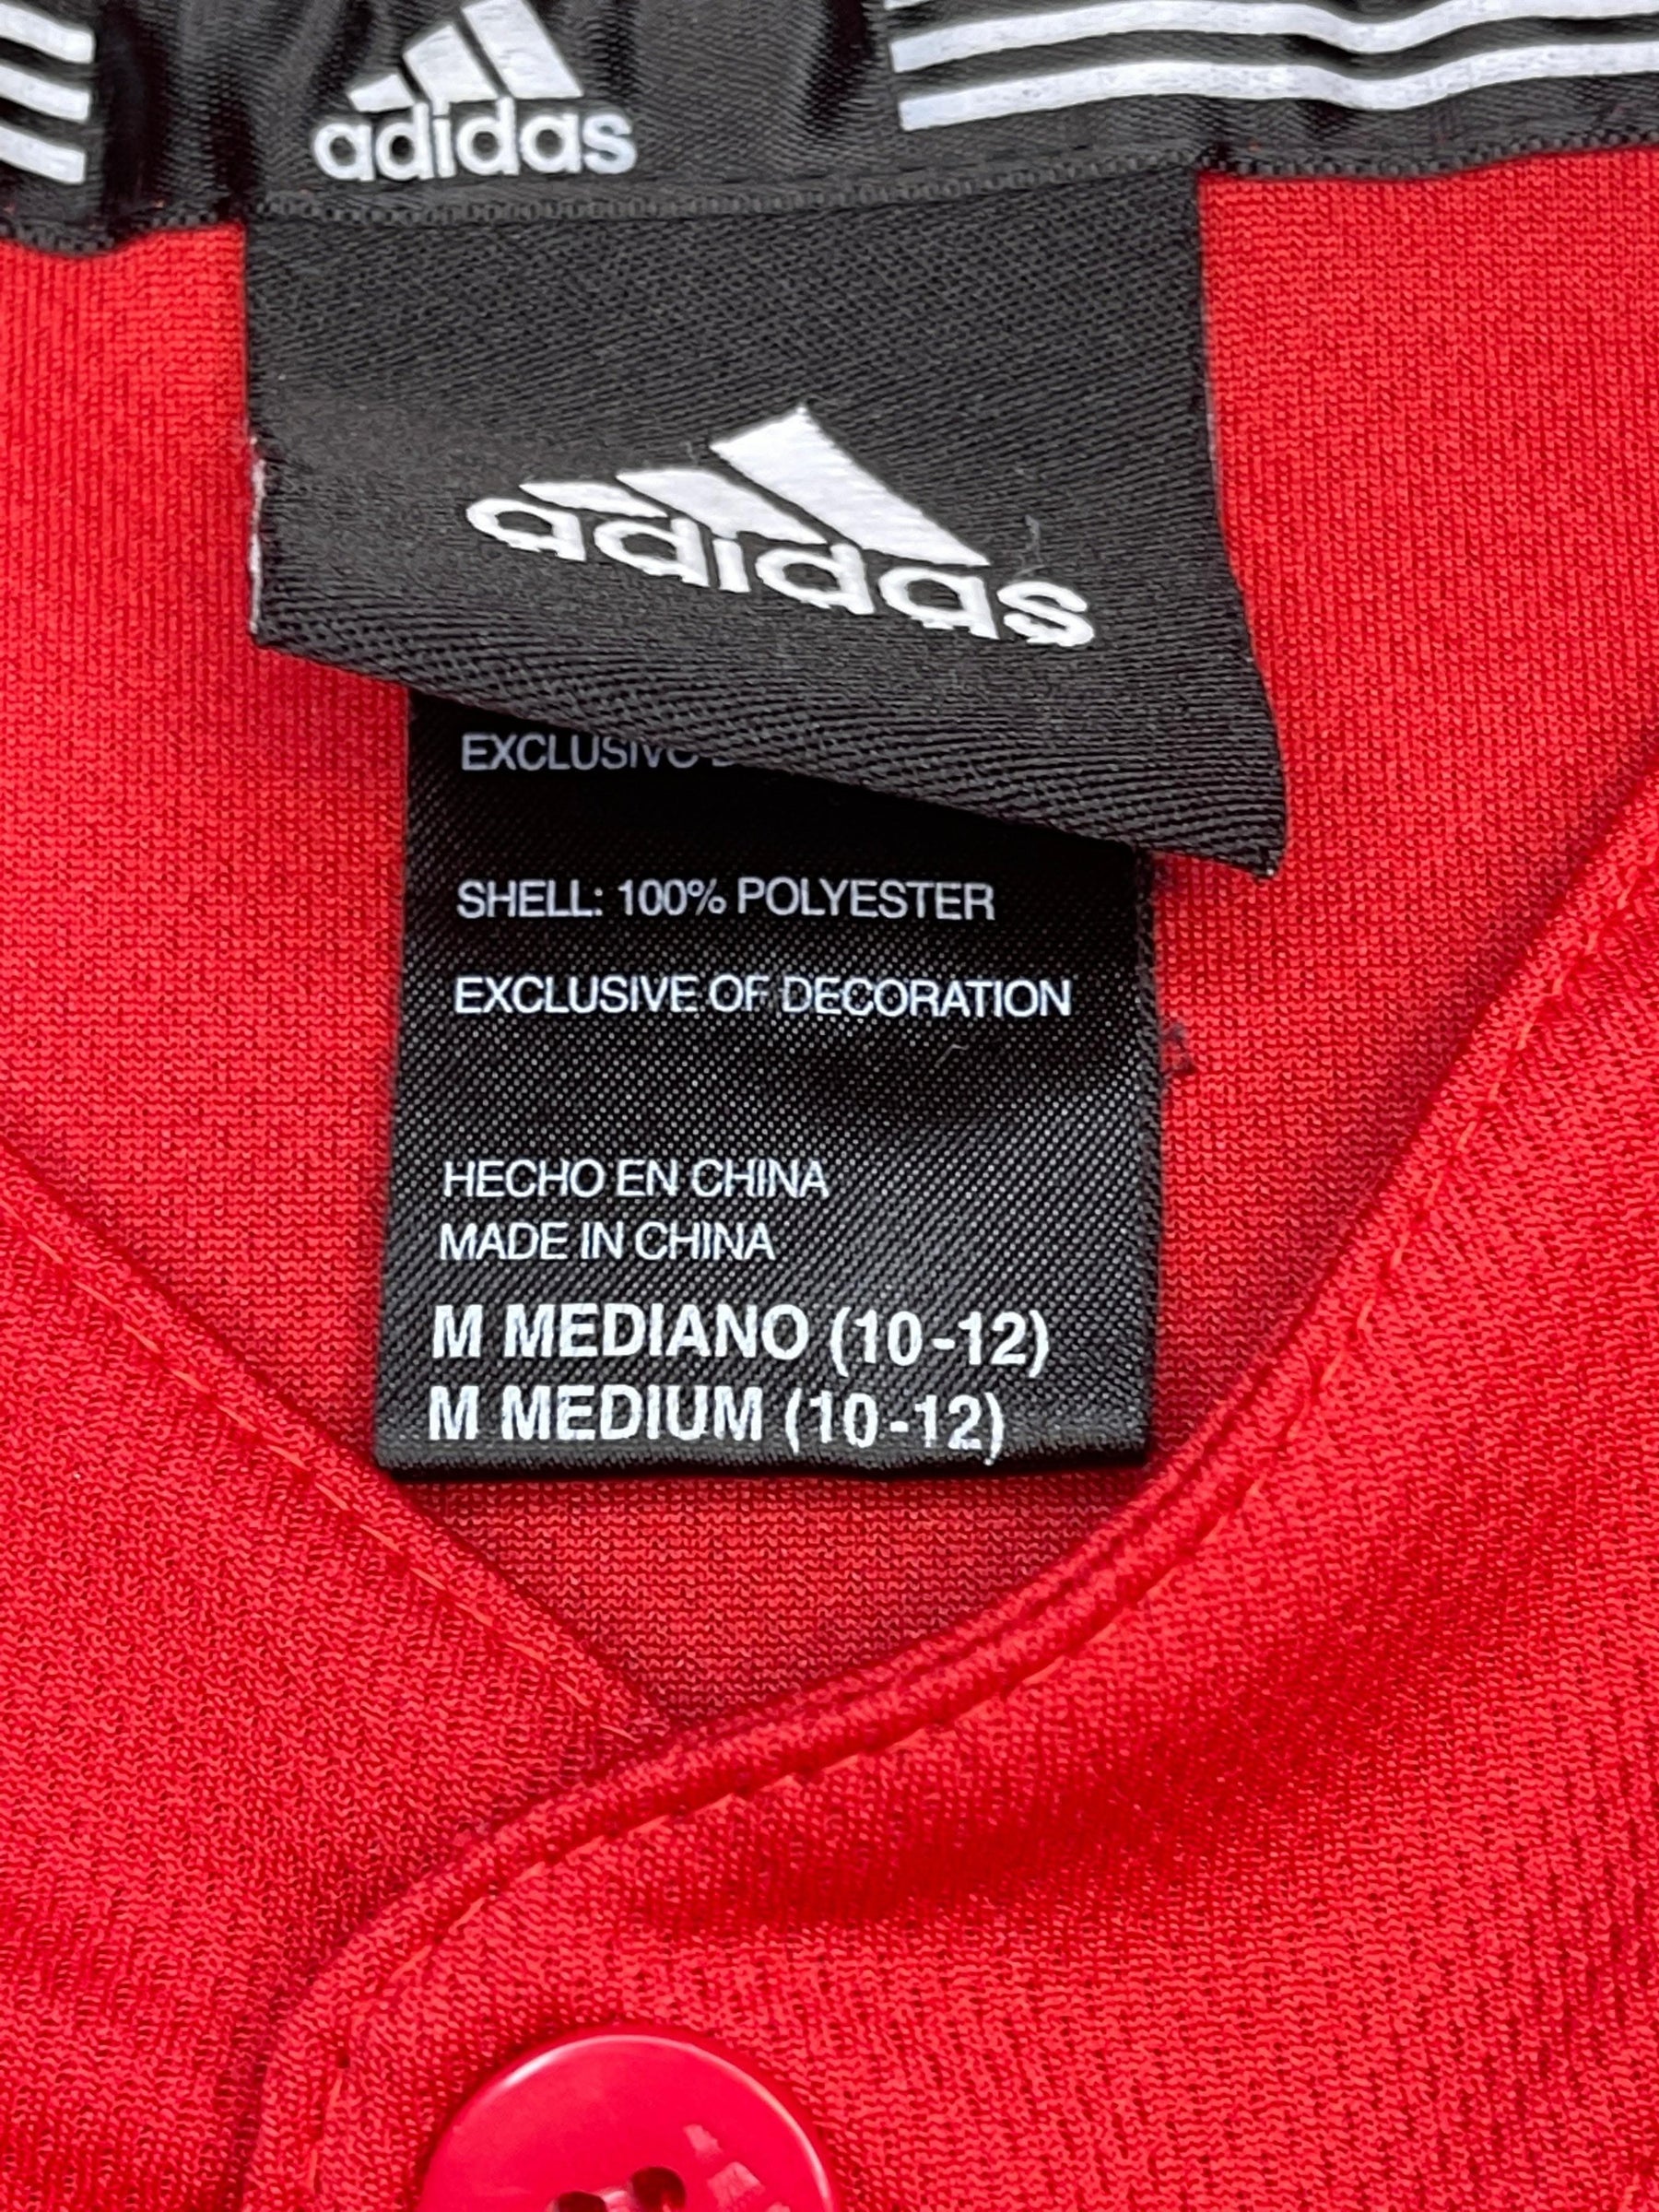 adidas
adidas
SHELL: 100% POLYESTER
EXCLUSIVE OF DECORATION
HECHO EN CHINA
MADE IN CHINA
M MEDIANO (10-12)
M MEDIUM (10-12)